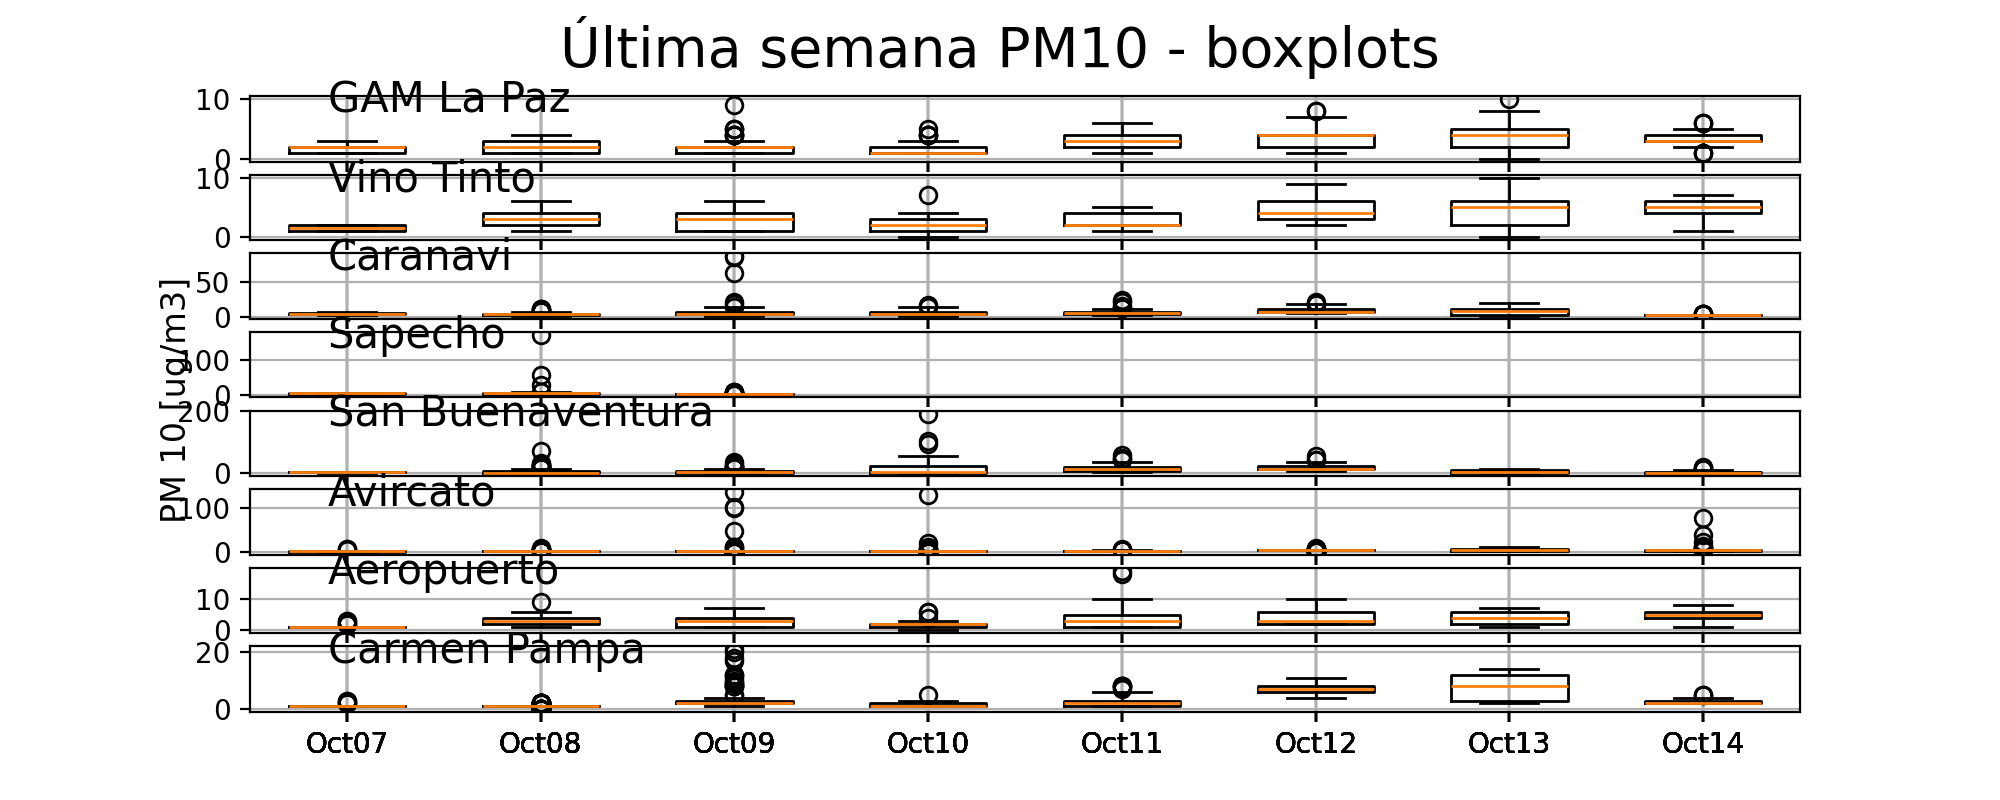 Última semana PM10 - boxplots
GAM La Paz
10
0
Vino Tinto
10
0
Caranavi
50
0
Sapecho
100
0
San Buenaventura
200
0
Avircato
100
0
Aeropuerto
10
0
Carmen Pampa
20
0
PM 10 [ug/m3]
Oct07 Oct08 Oct09 Oct10 Oct11 Oct12 Oct13 Oct14